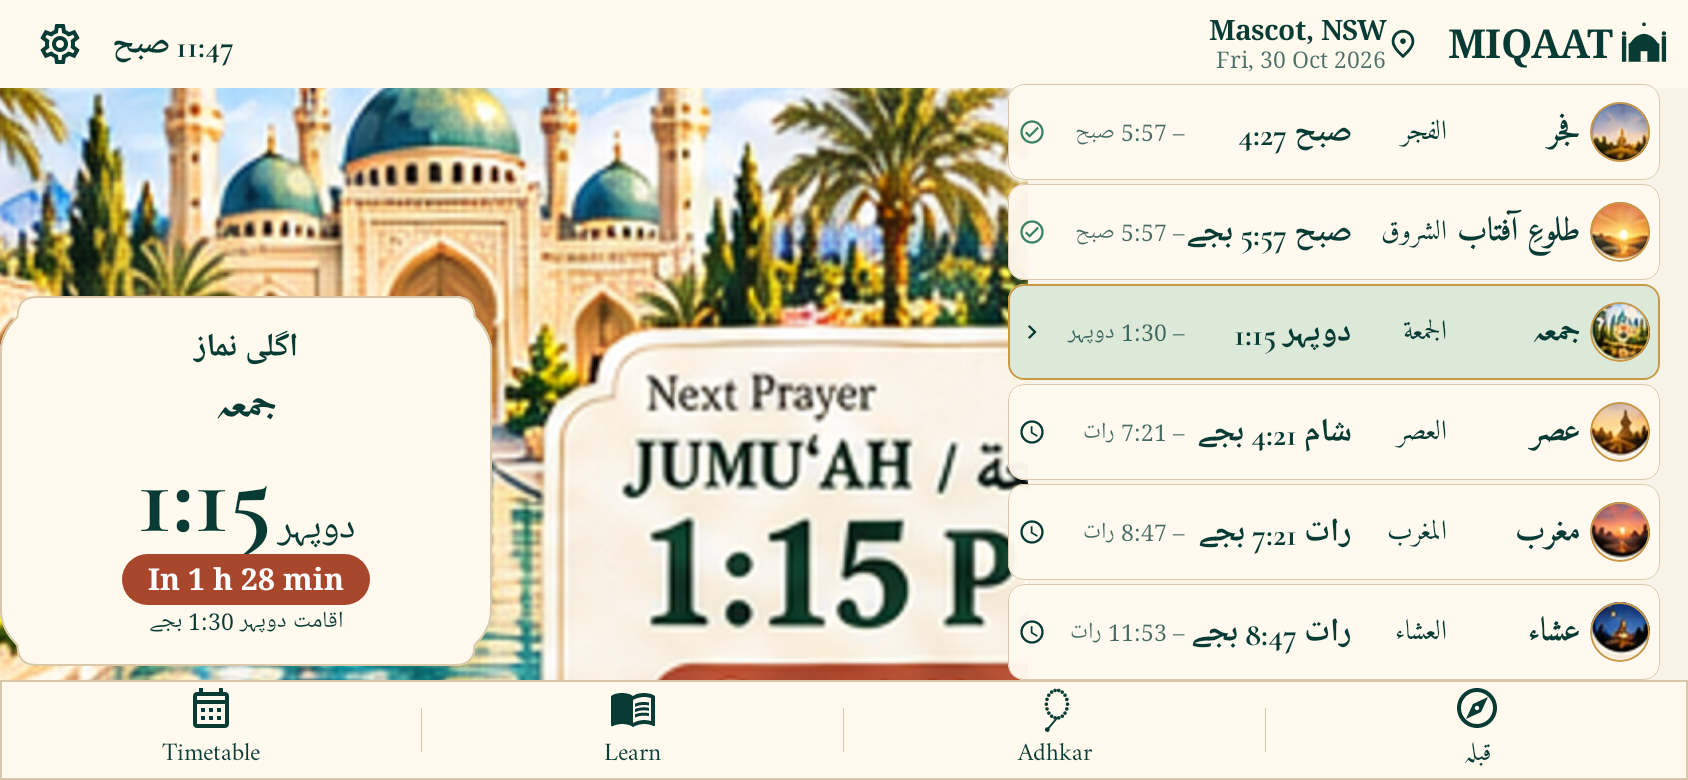 MIQAAT
Mascot, NSW
Fri, 30 Oct 2026
11:47 صبح
فجر الفجر صبح 4:27 – 5:57 صبح
طلوعِ آفتاب الشروق صبح 5:57 بجے – 5:57 صبح
جمعہ الجمعة دوپہر 1:15 – 1:30 دوپہر
عصر العصر شام 4:21 بجے – 7:21 رات
مغرب المغرب رات 7:21 بجے – 8:47 رات
عشاء العشاء رات 8:47 بجے – 11:53 رات
Next Prayer
JUMU‘AH /
1:15 P
اگلی نماز
جمعہ
1:15 دوپہر
In 1 h 28 min
اقامت دوپہر 1:30 بجے
Timetable
Learn
Adhkar
قبلہ